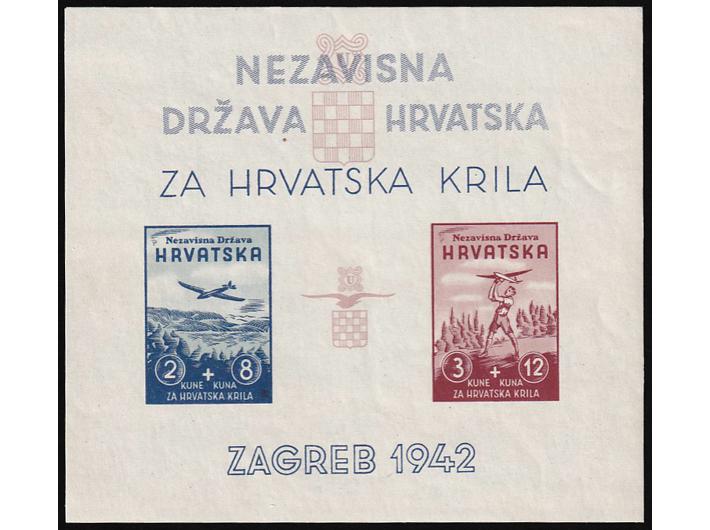 NEZAVISNA
DRŽAVA HRVATSKA
ZA HRVATSKA KRILA
Nezavisna Država
HRVATSKA
2 + 8
KUNE KUNA
ZA HRVATSKA KRILA
U
Nezavisna Država
HRVATSKA
3 + 12
KUNE KUNA
ZA HRVATSKA KRILA
ZAGREB 1942